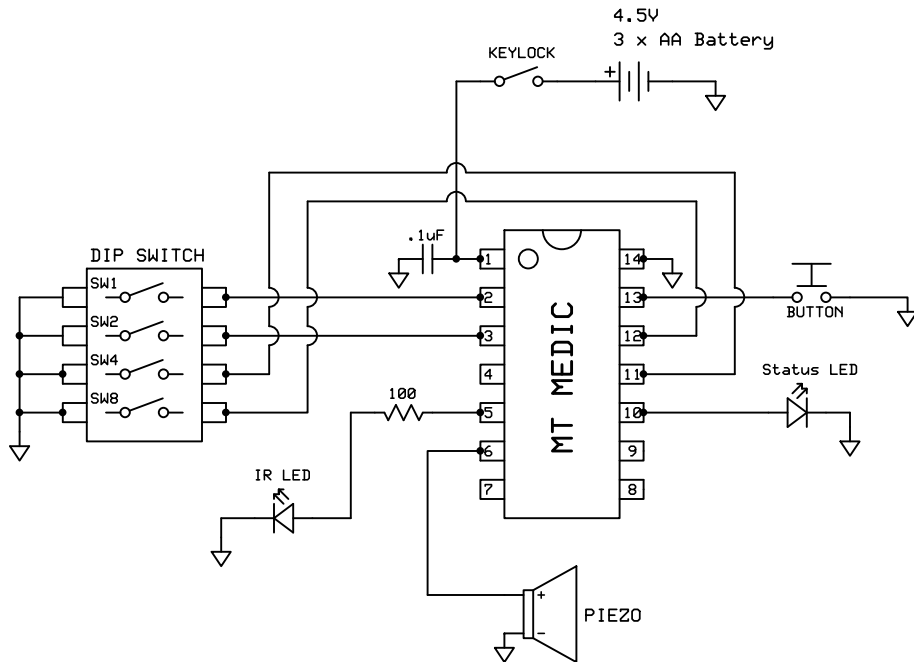 4.5V
3 x AA Battery
KEYLOCK
+
.1uF
DIP SWITCH
SW1
SW2
SW4
SW8
1
2
3
4
5
6
7
14
13
12
11
10
9
8
MT MEDIC
BUTTON
Status LED
100
IR LED
+
-
PIEZO